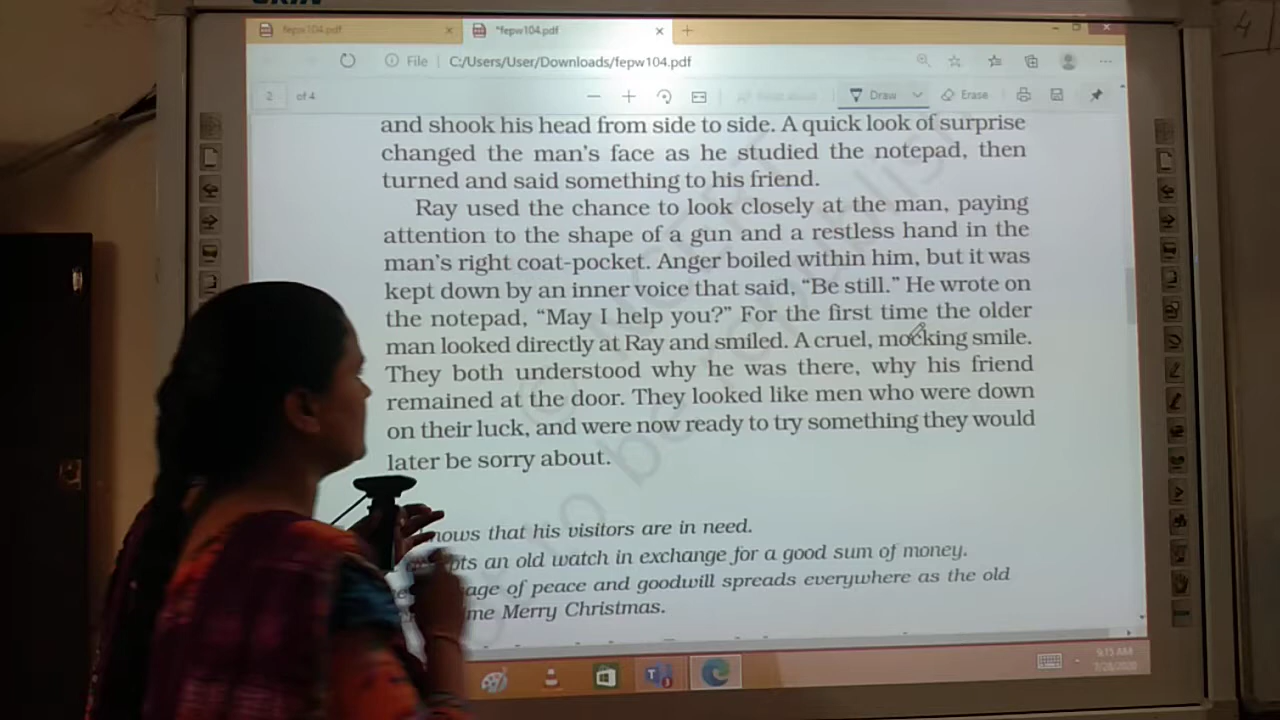 fepw104.pdf
*fepw104.pdf
File C:/Users/User/Downloads/fepw104.pdf
2 of 4
Draw Erase
and shook his head from side to side. A quick look of surprise
changed the man's face as he studied the notepad, then
turned and said something to his friend.
Ray used the chance to look closely at the man, paying
attention to the shape of a gun and a restless hand in the
man's right coat-pocket. Anger boiled within him, but it was
kept down by an inner voice that said, "Be still." He wrote on
the notepad, "May I help you?" For the first time the older
man looked directly at Ray and smiled. A cruel, mocking smile.
They both understood why he was there, why his friend
remained at the door. They looked like men who were down
on their luck, and were now ready to try something they would
later be sorry about.
that his visitors are in need.
an old watch in exchange for a good sum of money.
of peace and goodwill spreads everywhere as the old
Merry Christmas.
9:15 AM
7/28/2020
4